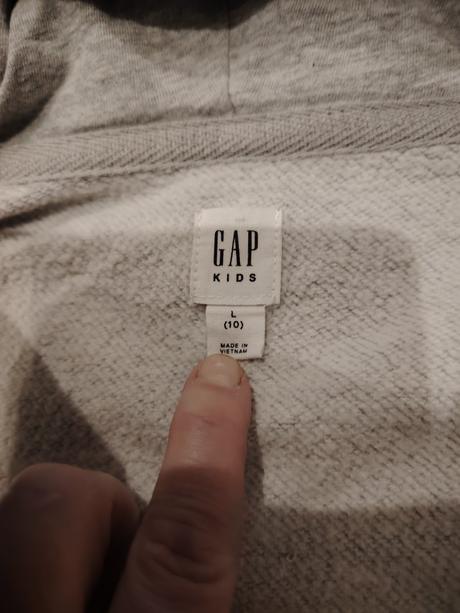 GAP
KIDS
L
(10)
MADE IN
VIETNAM